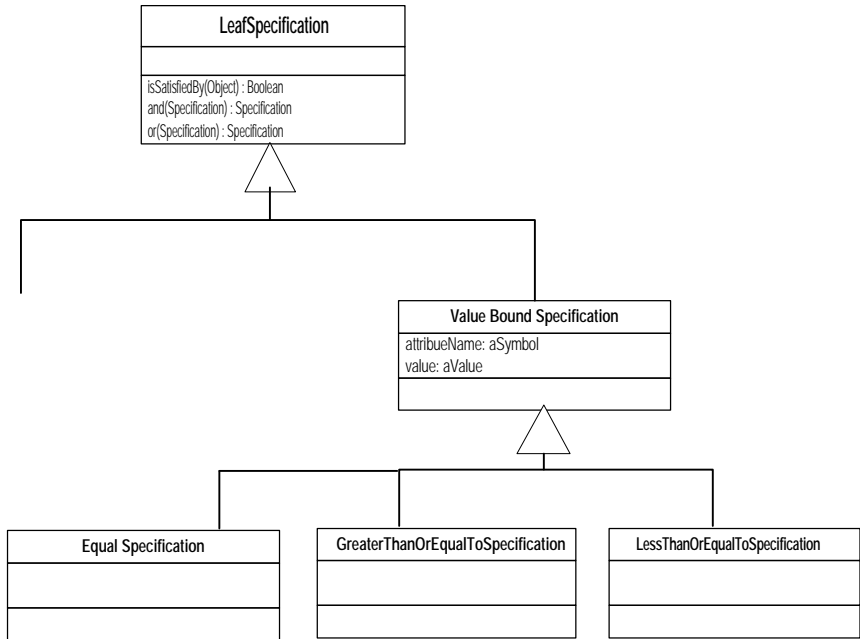 LeafSpecification
isSatisfiedBy(Object) : Boolean
and(Specification) : Specification
or(Specification) : Specification
Value Bound Specification
attribueName: aSymbol
value: aValue
Equal Specification
GreaterThanOrEqualToSpecification
LessThanOrEqualToSpecification